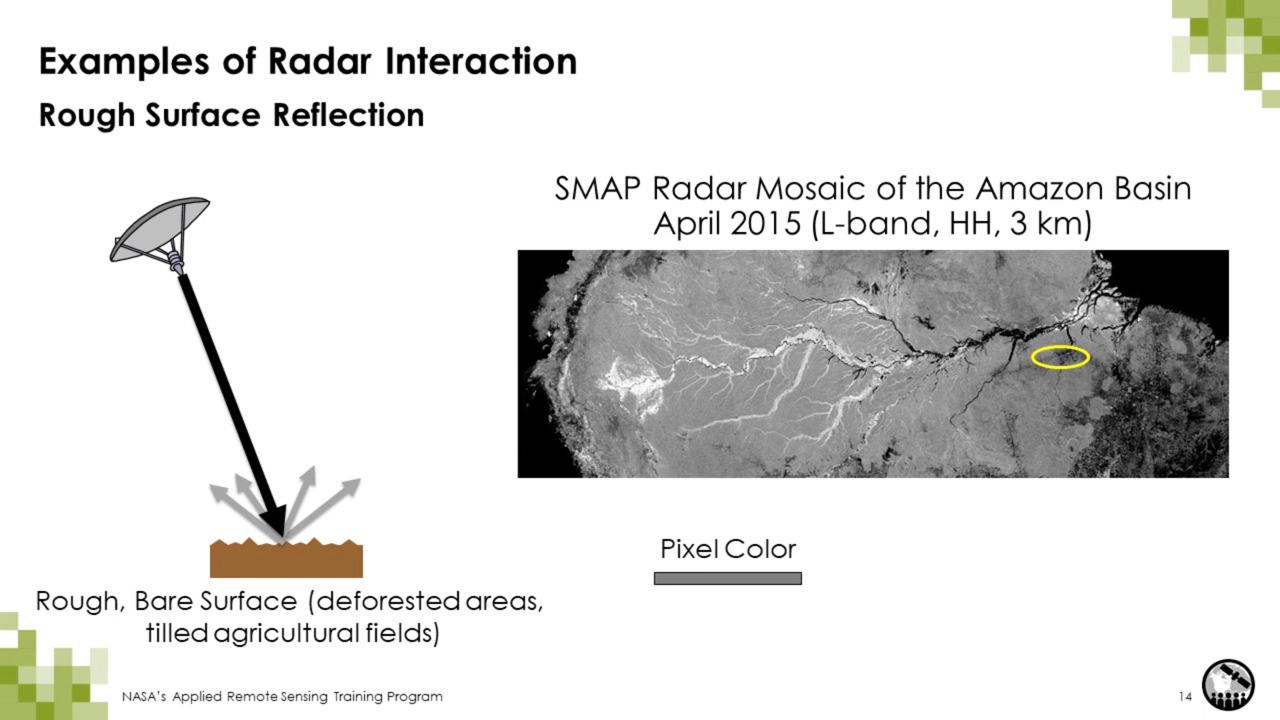 Examples of Radar Interaction
Rough Surface Reflection
SMAP Radar Mosaic of the Amazon Basin
April 2015 (L-band, HH, 3 km)
Pixel Color
Rough, Bare Surface (deforested areas,
tilled agricultural fields)
NASA's Applied Remote Sensing Training Program
14